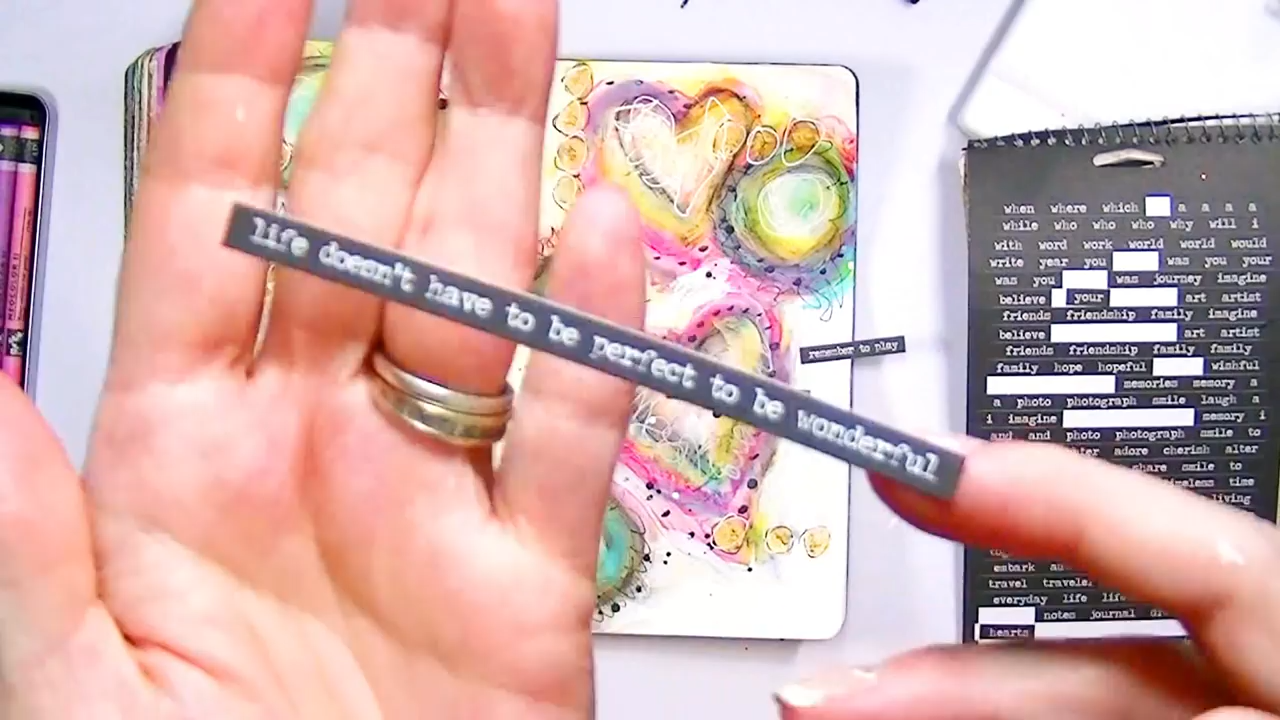 life doesn't have to be perfect to be wonderful
remember to play
when where which a a a a
while who who who why will i
with word work world world would
write year you was you your
was you was journey imagine
believe your art artist
friends friendship family imagine
believe art artist
friends friendship family family
family hope hopeful wishful
memories memory a
a photo photograph smile laugh a
i imagine memory i
and and photo photograph smile to
adore cherish alter
share smile to
time
living
embark
travel
everyday life
notes journal
hearts
NEOCOLOR II